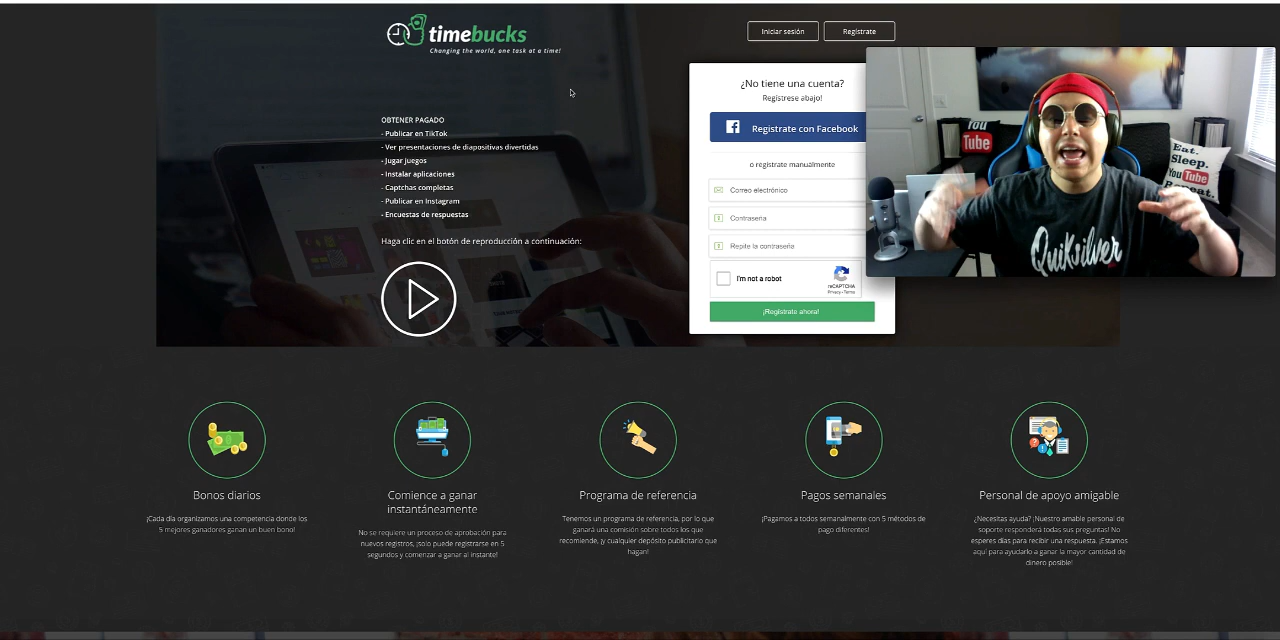 timebucks
Changing the world, one task at a time!
Iniciar sesión
Regístrate
¿No tiene una cuenta?
Regístrese abajo!
Registrate con Facebook
o registrate manualmente
Correo electrónico
Contraseña
Repite la contraseña
I'm not a robot
reCAPTCHA
Privacy - Terms
¡Regístrate ahora!
OBTENER PAGADO
- Publicar en TikTok
- Ver presentaciones de diapositivas divertidas
- Jugar juegos
- Instalar aplicaciones
- Captchas completas
- Publicar en Instagram
- Encuestas de respuestas
Haga clic en el botón de reproducción a continuación:
You
Tube
Eat.
Sleep.
YouTube
Repeat.
Quiksilver
Bonos diarios
¡Cada día organizamos una competencia donde los
5 mejores ganadores ganan un buen bono!
Comience a ganar
instantáneamente
No se requiere un proceso de aprobación para
nuevos registros, ¡solo puede registrarse en 5
segundos y comenzar a ganar al instante!
Programa de referencia
Tenemos un programa de referencia, por lo que
ganará una comisión sobre todos los que
recomiende, ¡y cualquier depósito publicitario que
hagan!
Pagos semanales
¡Pagamos a todos semanalmente con 5 métodos de
pago diferentes!
Personal de apoyo amigable
¿Necesitas ayuda? ¡Nuestro amable personal de
soporte responderá todas sus preguntas! No
esperes días para recibir una respuesta. ¡Estamos
aquí para ayudarlo a ganar la mayor cantidad de
dinero posible!